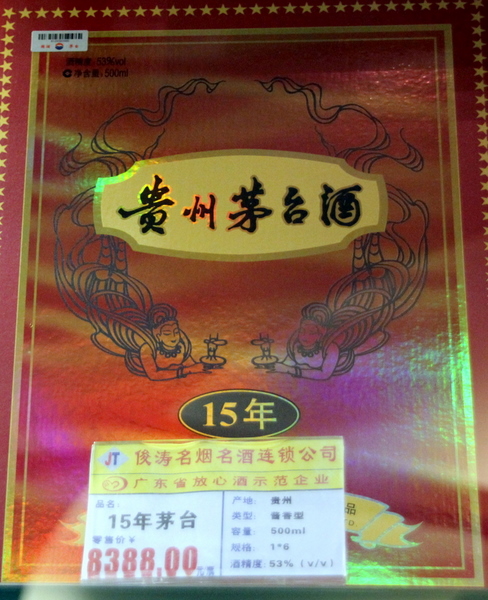 酒精度: 53%vol
净含量: 500ml
贵州茅台酒
15年
JT 俊涛名烟名酒连锁公司
广东省放心酒示范企业
品名:
15年茅台
零售价¥
8388.00
产地: 贵州
类型: 酱香型
容量: 500ml
规格: 1*6
酒精度: 53% (v/v)
品